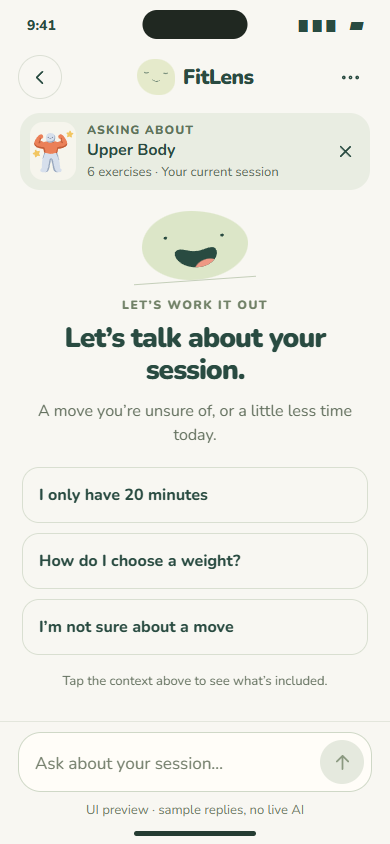 9:41
FitLens
ASKING ABOUT
Upper Body
6 exercises · Your current session
LET’S WORK IT OUT
Let’s talk about your
session.
A move you’re unsure of, or a little less time
today.
I only have 20 minutes
How do I choose a weight?
I’m not sure about a move
Tap the context above to see what’s included.
Ask about your session…
UI preview · sample replies, no live AI